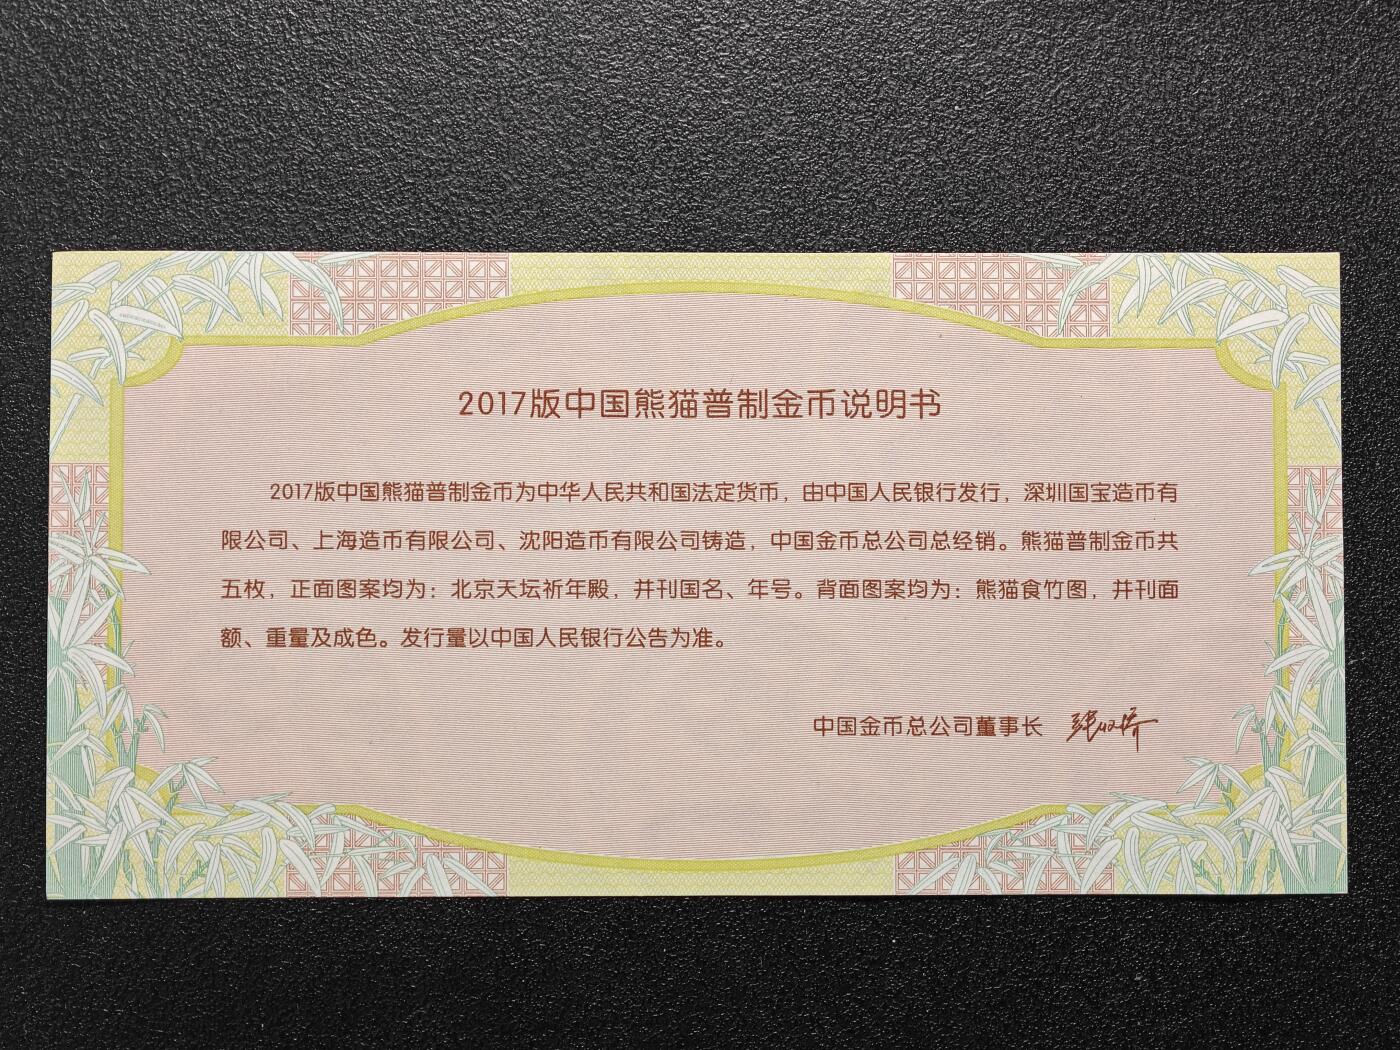 2017版中国熊猫普制金币说明书
2017版中国熊猫普制金币为中华人民共和国法定货币，由中国人民银行发行，深圳国宝造币有
限公司、上海造币有限公司、沈阳造币有限公司铸造，中国金币总公司总经销。熊猫普制金币共
五枚，正面图案均为：北京天坛祈年殿，并刊国名、年号。背面图案均为：熊猫食竹图，并刊面
额、重量及成色。发行量以中国人民银行公告为准。
中国金币总公司董事长